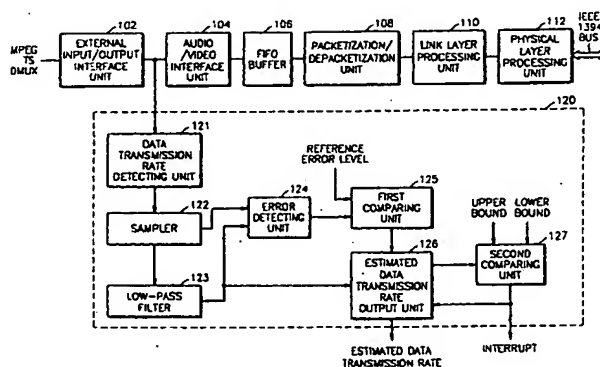 102
104
106
108
110
112
IEEE
1394
BUS
MPEG
TS
DMUX
EXTERNAL
INPUT/OUTPUT
INTERFACE
UNIT
AUDIO
/VIDEO
INTERFACE
UNIT
FIFO
BUFFER
PACKETIZATION/
DEPACKETIZATION
UNIT
LINK LAYER
PROCESSING
UNIT
PHYSICAL
LAYER
PROCESSING
UNIT
120
121
DATA
TRANSMISSION
RATE
DETECTING UNIT
REFERENCE
ERROR LEVEL
122
SAMPLER
124
ERROR
DETECTING
UNIT
125
FIRST
COMPARING
UNIT
UPPER
BOUND
LOWER
BOUND
123
LOW-PASS
FILTER
126
ESTIMATED
DATA
TRANSMISSION
RATE
OUTPUT UNIT
127
SECOND
COMPARING
UNIT
ESTIMATED DATA
TRANSMISSION RATE
INTERRUPT